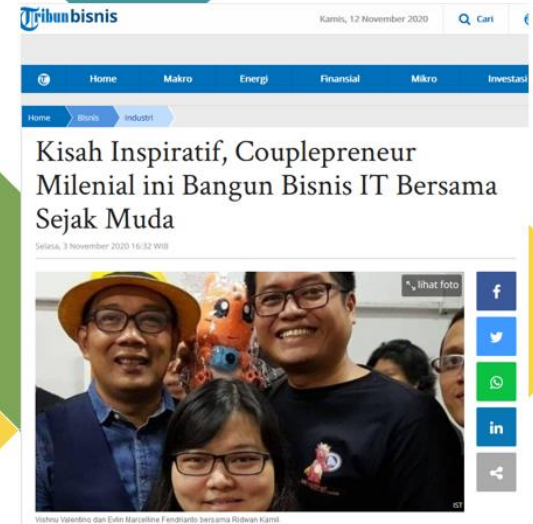 Tribunbisnis
Kamis, 12 November 2020
Cari
Home Makro Energi Finansial Mikro Investasi
Home Bisnis Industri
Kisah Inspiratif, Couplepreneur
Milenial ini Bangun Bisnis IT Bersama
Sejak Muda
Selasa, 3 November 2020 16:32 WIB
lihat foto
IST
Vishnu Valentino dan Evlin Marcelline Fendrianto bersama Ridwan Kamil.